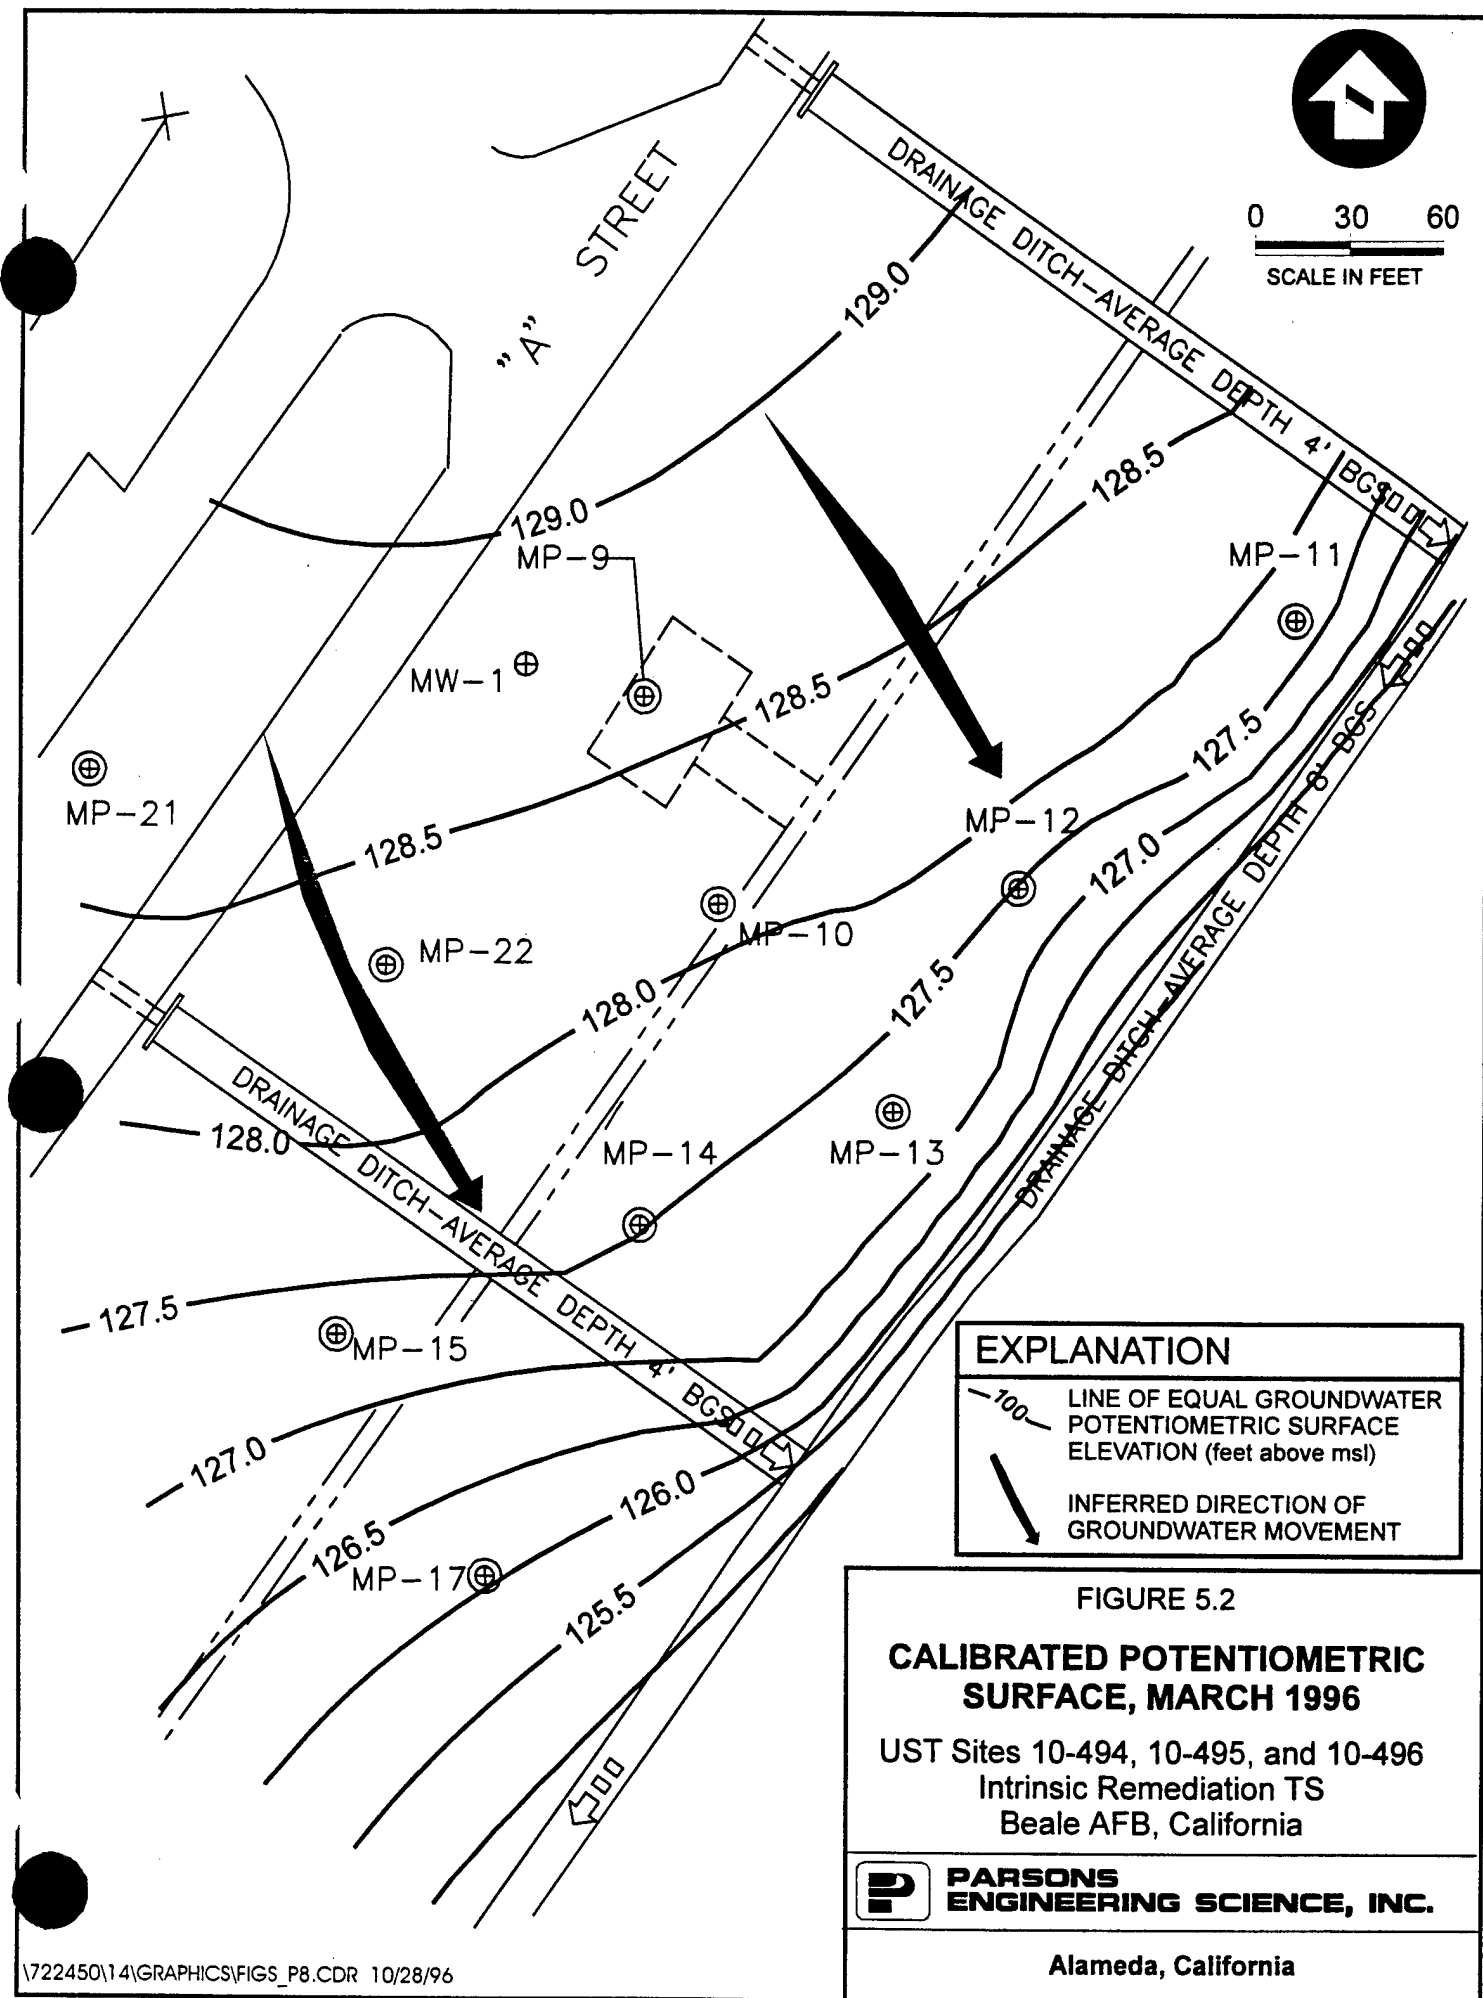 0 30 60
SCALE IN FEET
"A" STREET
DRAINAGE DITCH-AVERAGE DEPTH 4' BGS
129.0
128.5
129.0
MP-9
MP-11
MW-1
128.5
127.5
DRAINAGE DITCH-AVERAGE DEPTH 8' BGS
MP-21
MP-12
128.5
127.0
MP-10
MP-22
128.0
127.5
DRAINAGE DITCH-AVERAGE DEPTH 4' BGS
128.0
MP-14
MP-13
127.5
MP-15
127.0
126.0
126.5
MP-17
125.5
EXPLANATION
100
LINE OF EQUAL GROUNDWATER
POTENTIOMETRIC SURFACE
ELEVATION (feet above msl)
INFERRED DIRECTION OF
GROUNDWATER MOVEMENT
FIGURE 5.2
CALIBRATED POTENTIOMETRIC
SURFACE, MARCH 1996
UST Sites 10-494, 10-495, and 10-496
Intrinsic Remediation TS
Beale AFB, California
PARSONS
ENGINEERING SCIENCE, INC.
Alameda, California
\722450\14\GRAPHICS\FIGS_P8.CDR 10/28/96